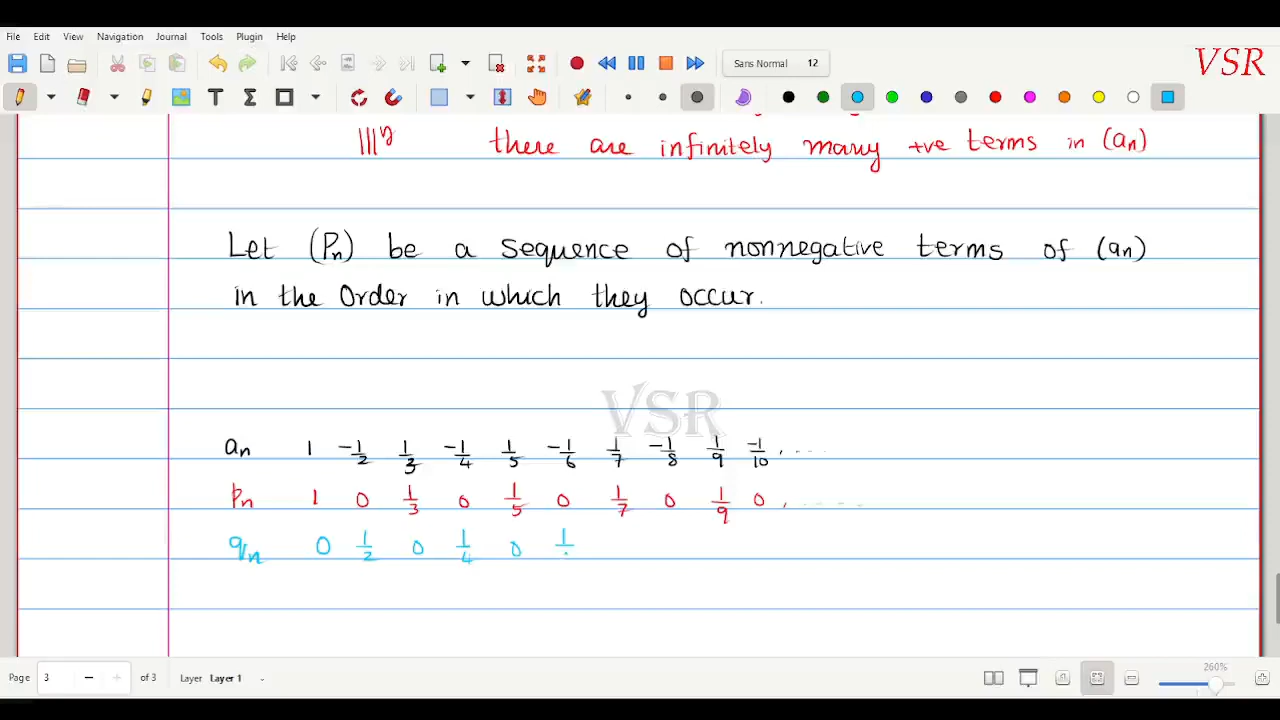 File Edit View Navigation Journal Tools Plugin Help
VSR
Sans Normal 12
|||ly there are infinitely many +ve terms in (an)
Let (Pn) be a sequence of nonnegative terms of (an)
in the Order in which they occur.
VSR
an 1 -1/2 1/3 -1/4 1/5 -1/6 1/7 -1/8 1/9 -1/10, .....
Pn 1 0 1/3 0 1/5 0 1/7 0 1/9 0 , .....
qn 0 1/2 0 1/4 0 1
Page 3 of 3 Layer Layer 1 260%